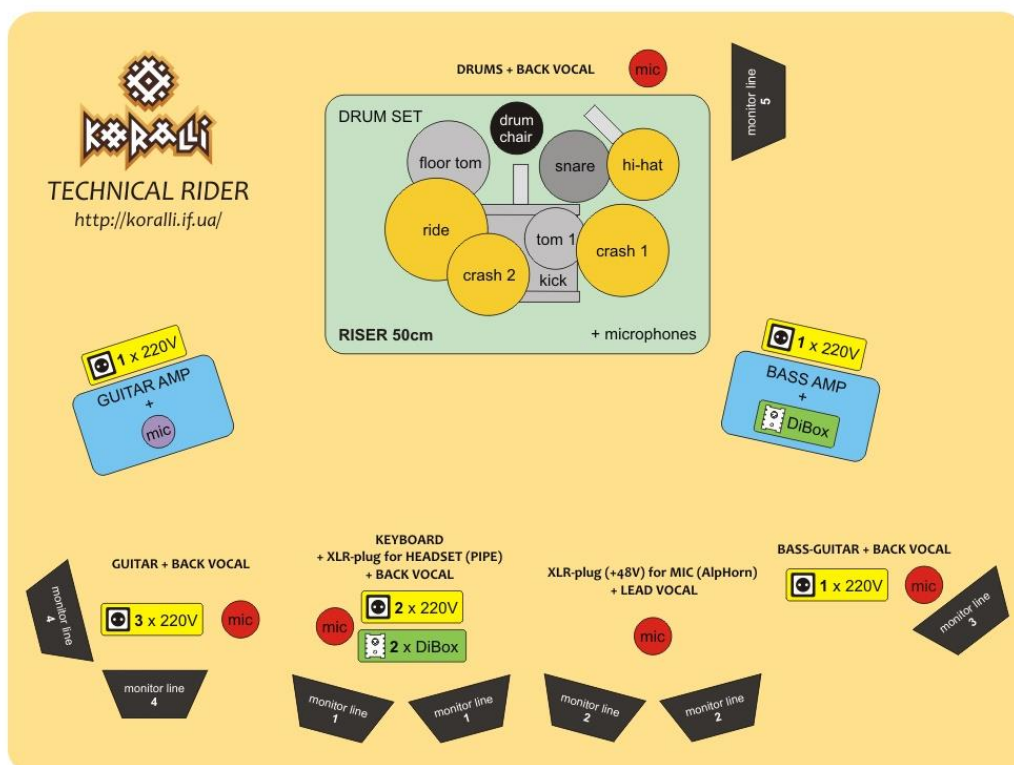 KORALLI
TECHNICAL RIDER
http://koralli.if.ua/
DRUMS + BACK VOCAL
mic
monitor line
5
DRUM SET
drum
chair
floor tom
snare
hi-hat
ride
tom 1
crash 1
crash 2
kick
RISER 50cm
+ microphones
1 x 220V
GUITAR AMP
+
mic
1 x 220V
BASS AMP
+
DiBox
GUITAR + BACK VOCAL
monitor line
4
3 x 220V
mic
monitor line
4
KEYBOARD
+ XLR-plug for HEADSET (PIPE)
+ BACK VOCAL
mic
2 x 220V
2 x DiBox
monitor line
1
monitor line
1
XLR-plug (+48V) for MIC (AlpHorn)
+ LEAD VOCAL
mic
monitor line
2
monitor line
2
BASS-GUITAR + BACK VOCAL
1 x 220V
mic
monitor line
3